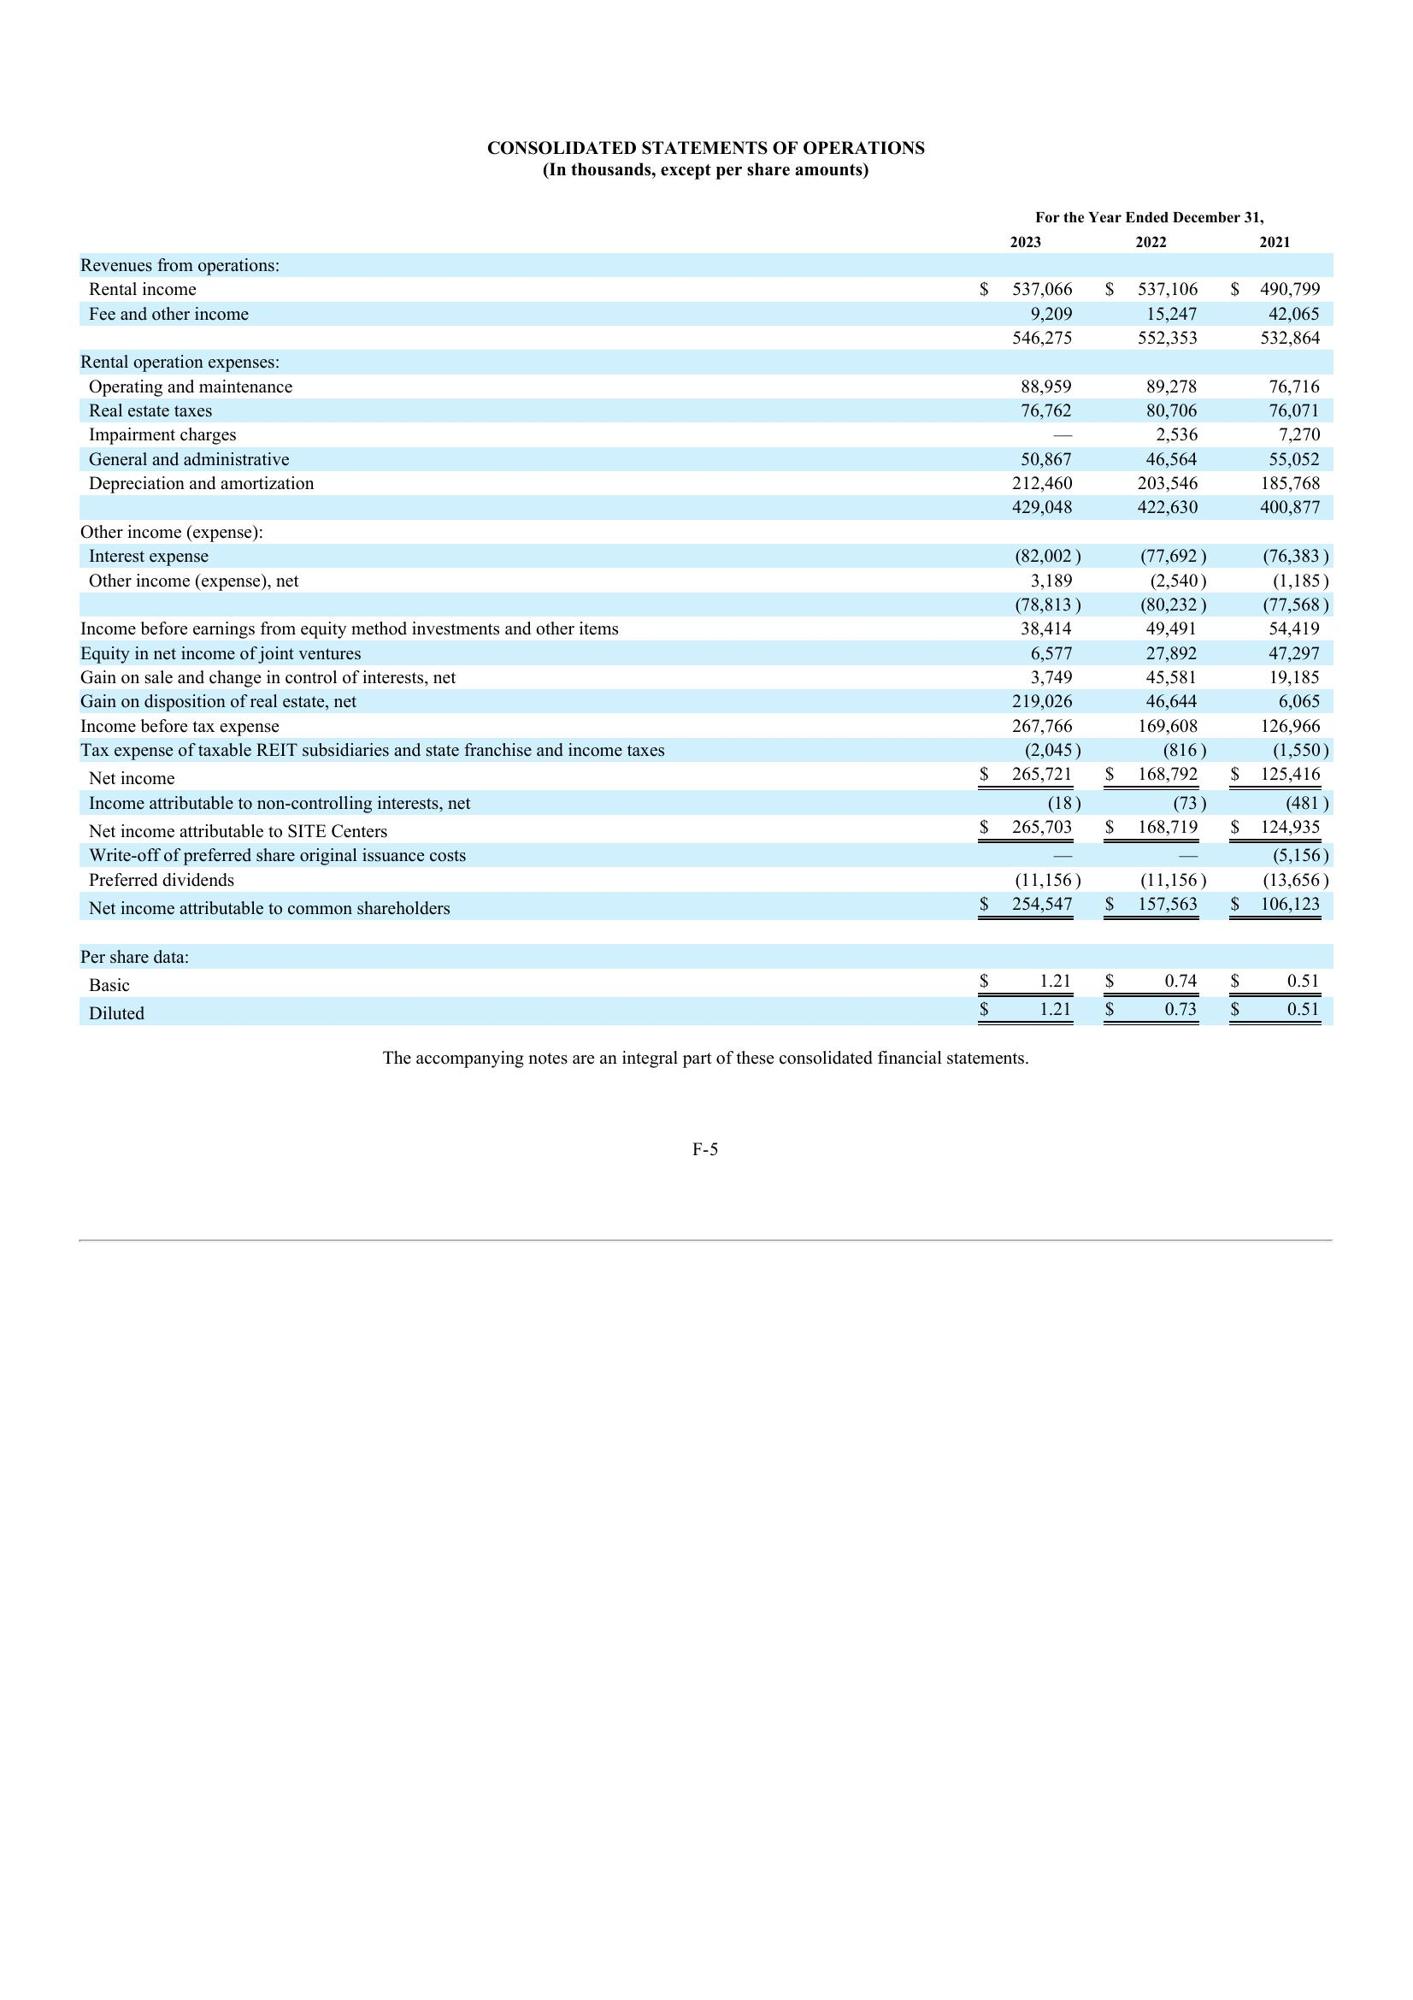 CONSOLIDATED STATEMENTS OF OPERATIONS
(In thousands, except per share amounts)
For the Year Ended December 31,
2023 2022 2021
Revenues from operations:
Rental income $ 537,066 $ 537,106 $ 490,799
Fee and other income 9,209 15,247 42,065
546,275 552,353 532,864
Rental operation expenses:
Operating and maintenance 88,959 89,278 76,716
Real estate taxes 76,762 80,706 76,071
Impairment charges — 2,536 7,270
General and administrative 50,867 46,564 55,052
Depreciation and amortization 212,460 203,546 185,768
429,048 422,630 400,877
Other income (expense):
Interest expense (82,002 ) (77,692 ) (76,383 )
Other income (expense), net 3,189 (2,540 ) (1,185 )
(78,813 ) (80,232 ) (77,568 )
Income before earnings from equity method investments and other items 38,414 49,491 54,419
Equity in net income of joint ventures 6,577 27,892 47,297
Gain on sale and change in control of interests, net 3,749 45,581 19,185
Gain on disposition of real estate, net 219,026 46,644 6,065
Income before tax expense 267,766 169,608 126,966
Tax expense of taxable REIT subsidiaries and state franchise and income taxes (2,045 ) (816 ) (1,550 )
Net income $ 265,721 $ 168,792 $ 125,416
Income attributable to non-controlling interests, net (18 ) (73 ) (481 )
Net income attributable to SITE Centers $ 265,703 $ 168,719 $ 124,935
Write-off of preferred share original issuance costs — — (5,156 )
Preferred dividends (11,156 ) (11,156 ) (13,656 )
Net income attributable to common shareholders $ 254,547 $ 157,563 $ 106,123
Per share data:
Basic $ 1.21 $ 0.74 $ 0.51
Diluted $ 1.21 $ 0.73 $ 0.51
The accompanying notes are an integral part of these consolidated financial statements.
F-5